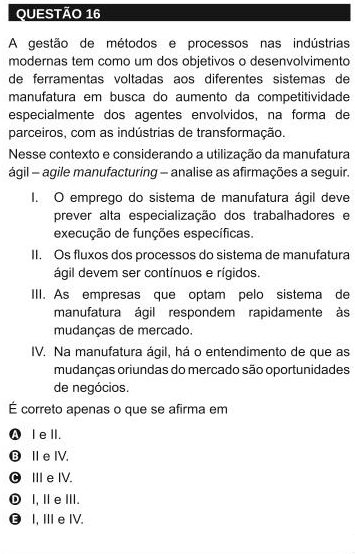 QUESTÃO 16
A gestão de métodos e processos nas indústrias
modernas tem como um dos objetivos o desenvolvimento
de ferramentas voltadas aos diferentes sistemas de
manufatura em busca do aumento da competitividade
especialmente dos agentes envolvidos, na forma de
parceiros, com as indústrias de transformação.
Nesse contexto e considerando a utilização da manufatura
ágil – agile manufacturing – analise as afirmações a seguir.
I. O emprego do sistema de manufatura ágil deve
prever alta especialização dos trabalhadores e
execução de funções específicas.
II. Os fluxos dos processos do sistema de manufatura
ágil devem ser contínuos e rígidos.
III. As empresas que optam pelo sistema de
manufatura ágil respondem rapidamente às
mudanças de mercado.
IV. Na manufatura ágil, há o entendimento de que as
mudanças oriundas do mercado são oportunidades
de negócios.
É correto apenas o que se afirma em
A I e II.
B II e IV.
C III e IV.
D I, II e III.
E I, III e IV.